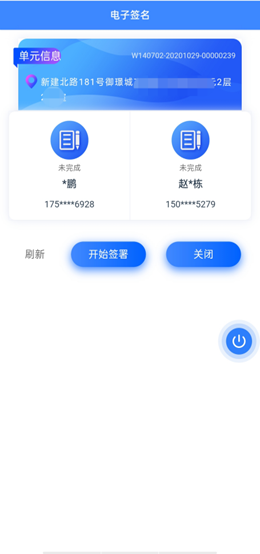 电子签名
单元信息
W140702-20201029-00000239
新建北路181号御璟城 2层
未完成 未完成
*鹏 赵*栋
175****6928 150****5279
刷新 开始签署 关闭